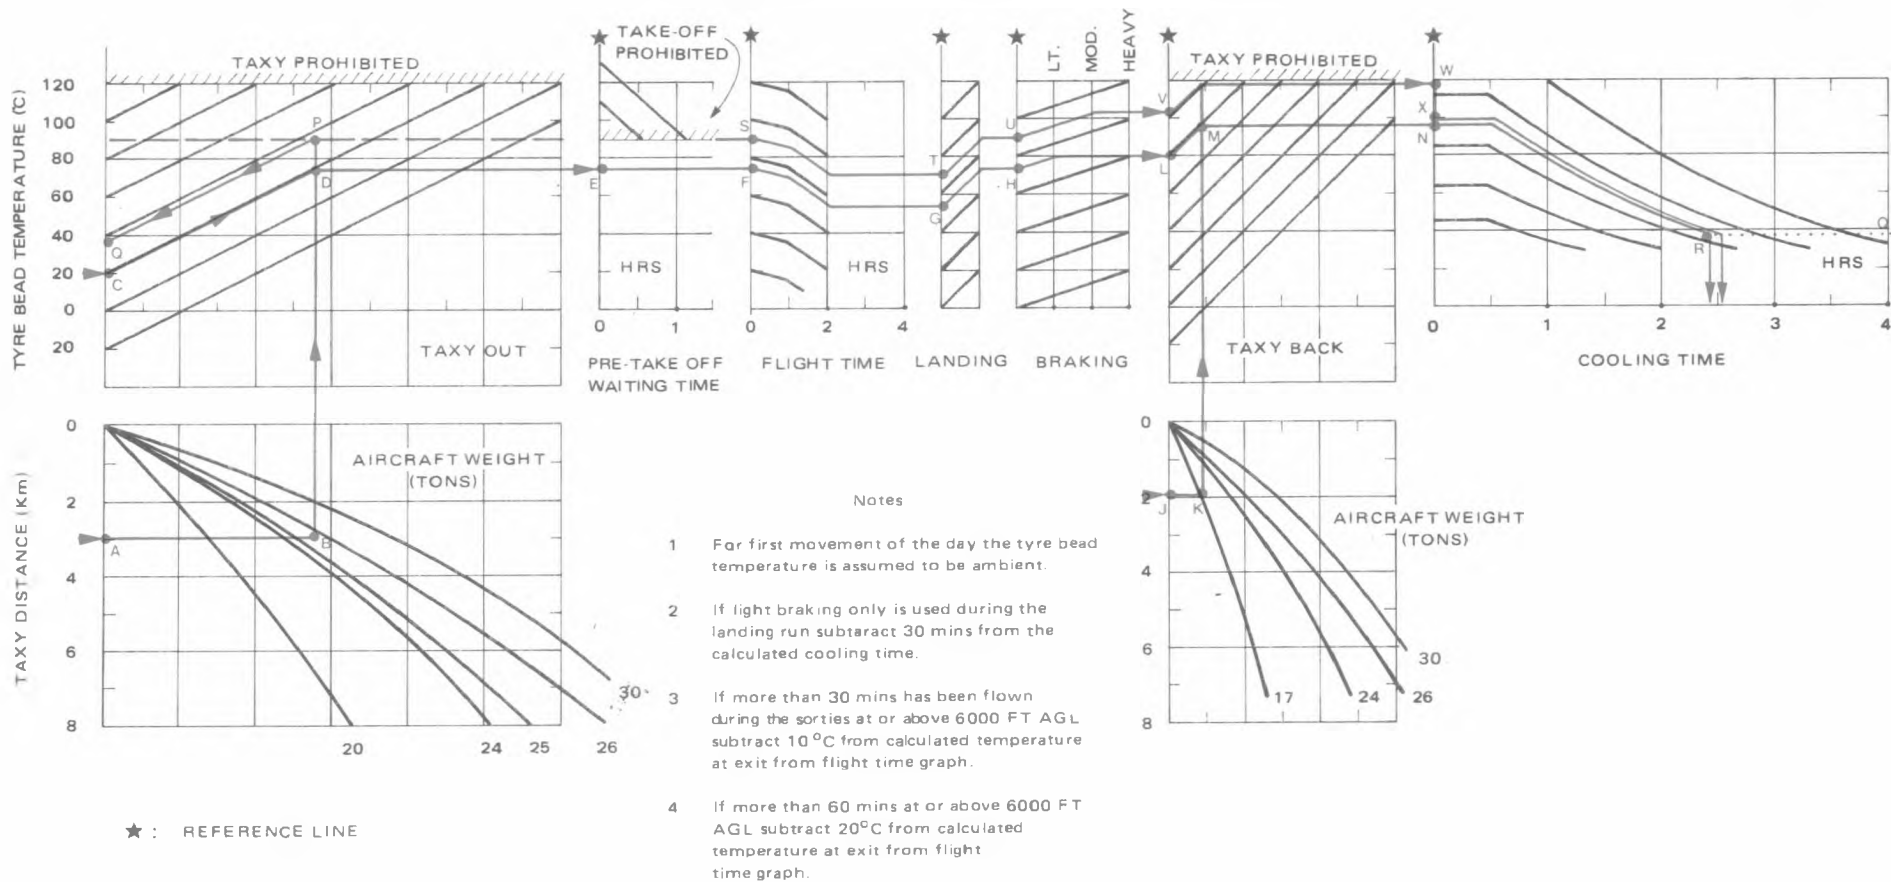 ★ TAKE-OFF PROHIBITED
★
★
★
LT.
MOD.
HEAVY
★
★
TAXY PROHIBITED
TAXY PROHIBITED
TYRE BEAD TEMPERATURE (°C)
120
100
80
60
40
20
0
20
P
D
Q
C
TAXY OUT
E
HRS
0
1
PRE-TAKE OFF
WAITING TIME
S
F
HRS
0
2
4
FLIGHT TIME
T
G
LANDING
U
H
BRAKING
V
L
M
TAXY BACK
W
X
N
R
Q
HRS
0
1
2
3
4
COOLING TIME
TAXY DISTANCE (Km)
0
2
4
6
8
A
B
AIRCRAFT WEIGHT
(TONS)
30
20
24
25
26
0
2
4
6
8
J
K
AIRCRAFT WEIGHT
(TONS)
30
17
24
26
Notes
1 For first movement of the day the tyre bead
temperature is assumed to be ambient.
2 If light braking only is used during the
landing run subtaract 30 mins from the
calculated cooling time.
3 If more than 30 mins has been flown
during the sorties at or above 6000 FT AGL
subtract 10°C from calculated temperature
at exit from flight time graph.
4 If more than 60 mins at or above 6000 FT
AGL subtract 20°C from calculated
temperature at exit from flight
time graph.
★ : REFERENCE LINE